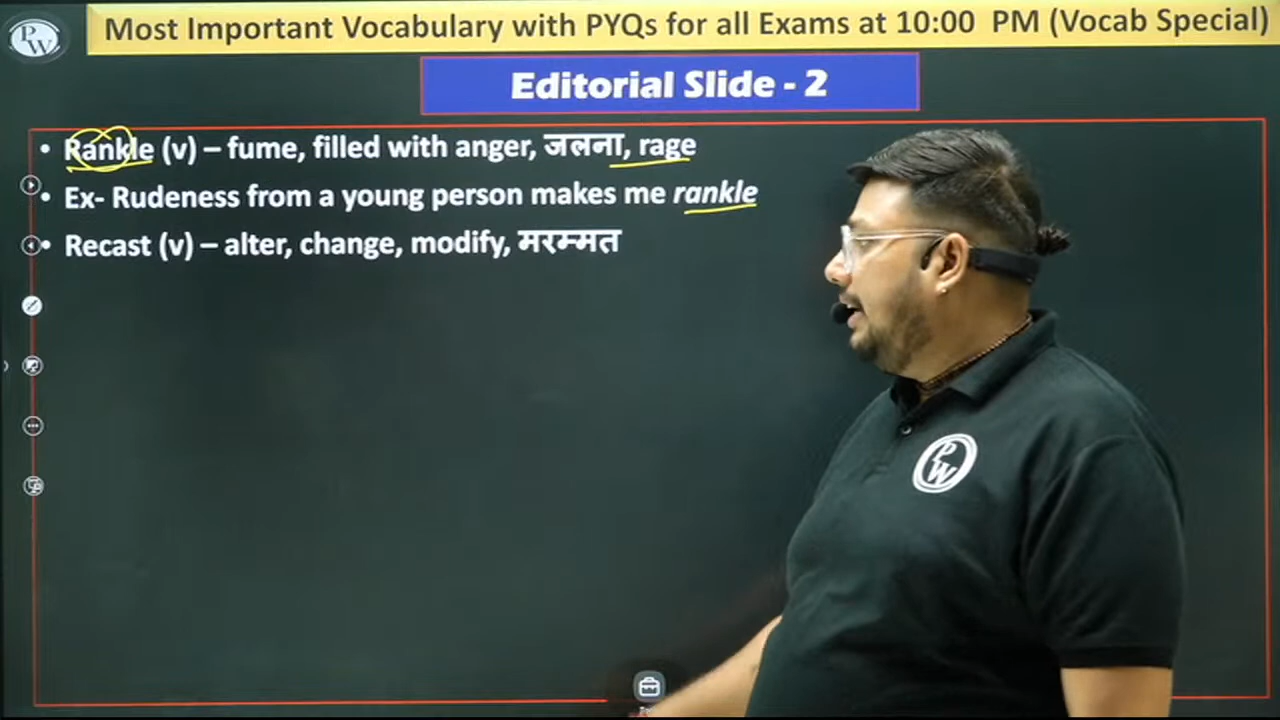 PW
Most Important Vocabulary with PYQs for all Exams at 10:00 PM (Vocab Special)
Editorial Slide - 2
• Rankle (v) – fume, filled with anger, जलना, rage
• Ex- Rudeness from a young person makes me rankle
• Recast (v) – alter, change, modify, मरम्मत
PW